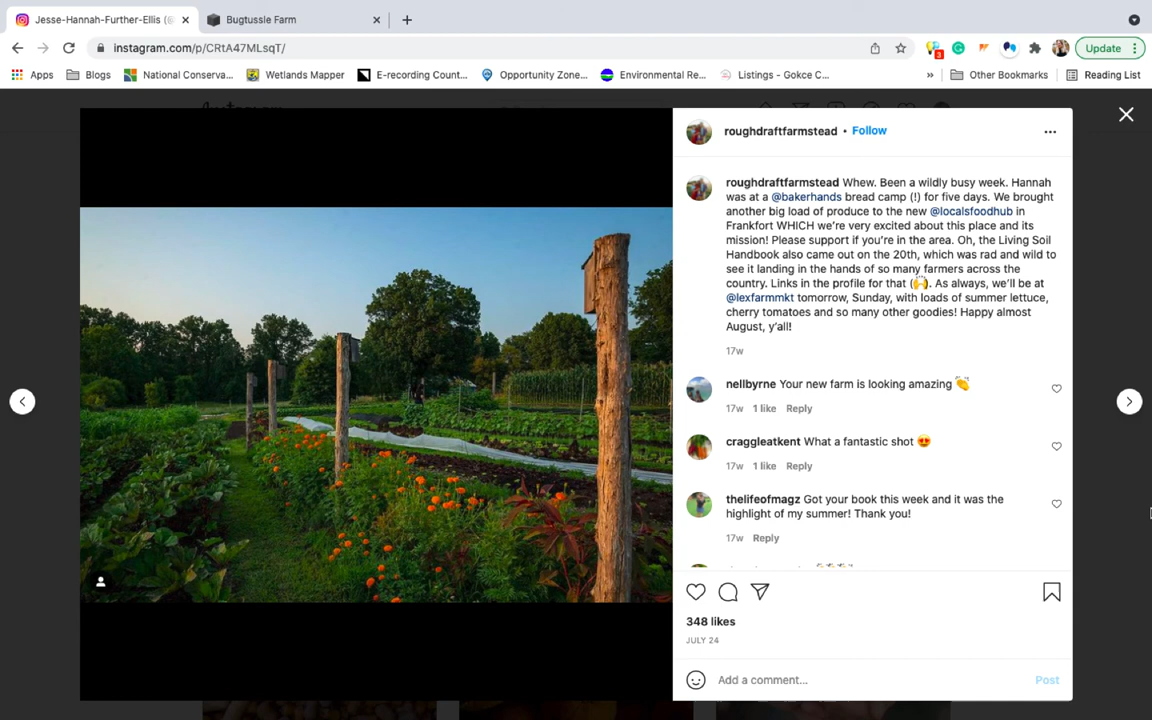 Jesse-Hannah-Further-Ellis (@
Bugtussle Farm
instagram.com/p/CRtA47MLsqT/
Update
Apps
Blogs
National Conserva...
Wetlands Mapper
E-recording Count...
Opportunity Zone...
Environmental Re...
Listings - Gokce C...
»
Other Bookmarks
Reading List
roughdraftfarmstead • Follow
roughdraftfarmstead Whew. Been a wildly busy week. Hannah
was at a @bakerhands bread camp (!) for five days. We brought
another big load of produce to the new @localsfoodhub in
Frankfort WHICH we’re very excited about this place and its
mission! Please support if you’re in the area. Oh, the Living Soil
Handbook also came out on the 20th, which was rad and wild to
see it landing in the hands of so many farmers across the
country. Links in the profile for that (🙌). As always, we’ll be at
@lexfarmmkt tomorrow, Sunday, with loads of summer lettuce,
cherry tomatoes and so many other goodies! Happy almost
August, y’all!
17w
nellbyrne Your new farm is looking amazing 👏
17w 1 like Reply
craggleatkent What a fantastic shot 😍
17w 1 like Reply
thelifeofmagz Got your book this week and it was the
highlight of my summer! Thank you!
17w Reply
348 likes
JULY 24
Add a comment...
Post